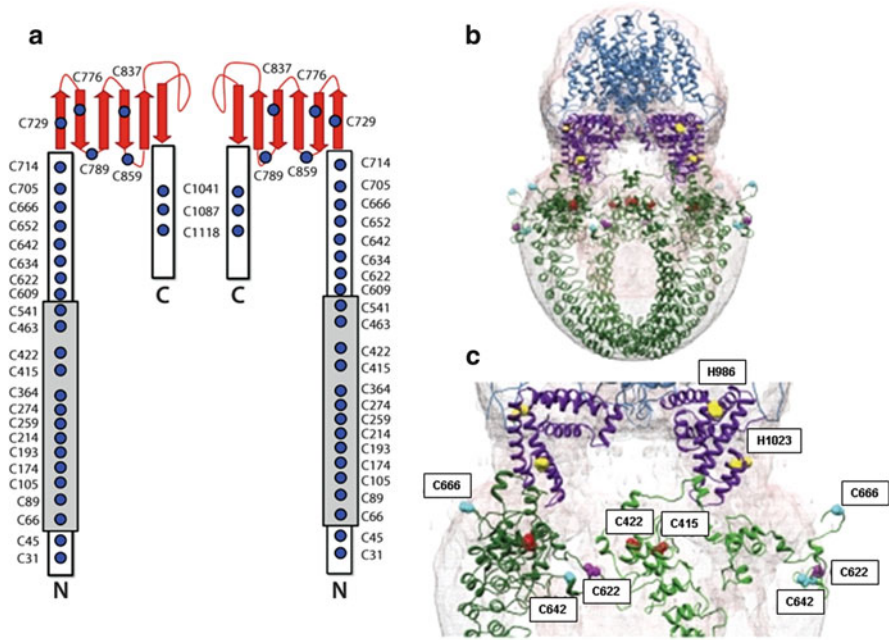 a
C776
C837
C837
C776
C729
C729
C789
C859
C789
C859
C714
C705
C666
C652
C642
C634
C622
C609
C541
C463
C422
C415
C364
C274
C259
C214
C193
C174
C105
C89
C66
C45
C31
N
C1041
C1087
C1118
C
C
C714
C705
C666
C652
C642
C634
C622
C609
C541
C463
C422
C415
C364
C274
C259
C214
C193
C174
C105
C89
C66
C45
C31
N
b
c
H986
H1023
C666
C422
C415
C666
C622
C642
C622
C642